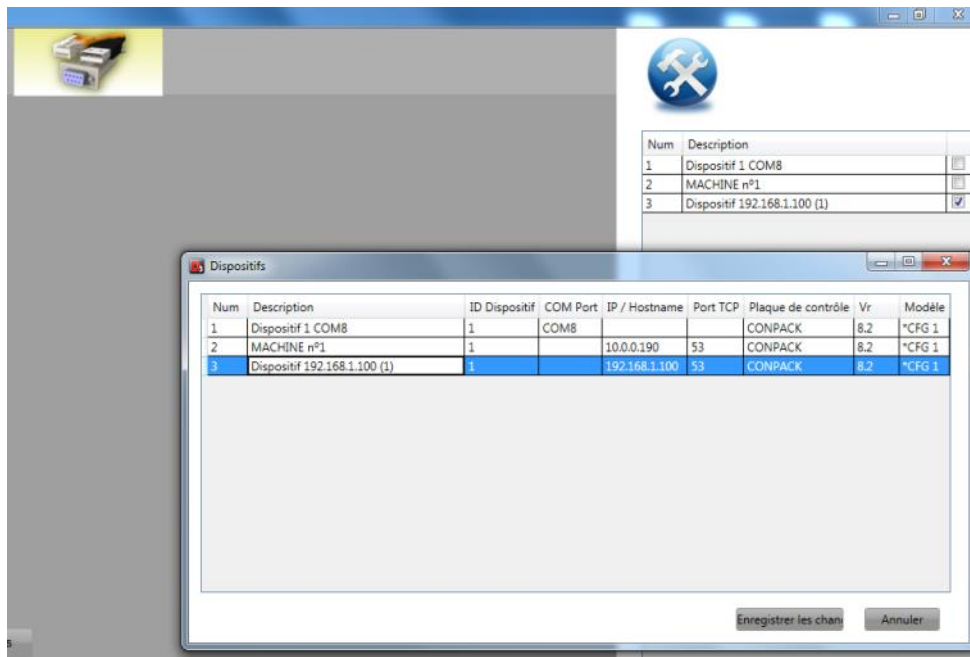 Num Description
1 Dispositif 1 COM8
2 MACHINE nº1
3 Dispositif 192.168.1.100 (1)
Dispositifs
Num Description ID Dispositif COM Port IP / Hostname Port TCP Plaque de contrôle Vr Modèle
1 Dispositif 1 COM8 1 COM8 CONPACK 8.2 *CFG 1
2 MACHINE nº1 1 10.0.0.190 53 CONPACK 8.2 *CFG 1
3 Dispositif 192.168.1.100 (1) 1 192.168.1.100 53 CONPACK 8.2 *CFG 1
Enregistrer les chan Annuler
s